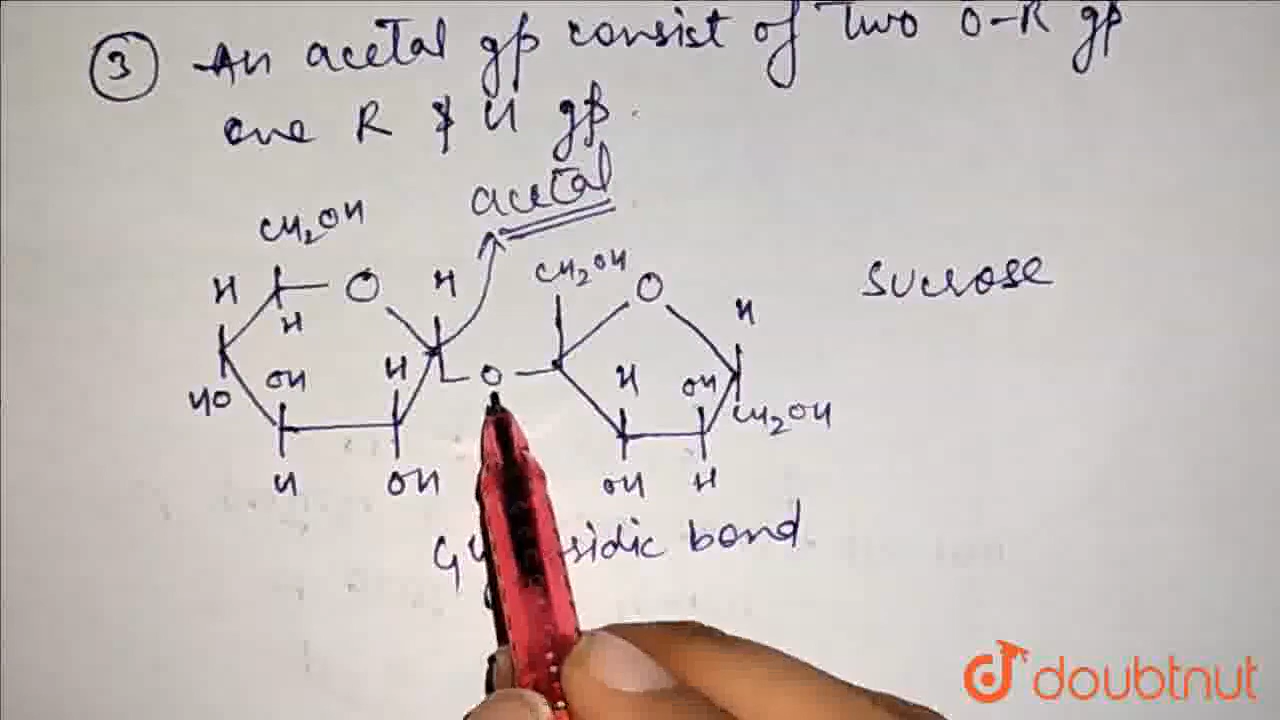 3 An acetal gp consist of two O-R gp
one R & H gp.
acetal
CH2OH
CH2OH
H O H O
H H
Sucrose
H OH H OH
HO O CH2OH
H OH OH H
sidic bond
doubtnut